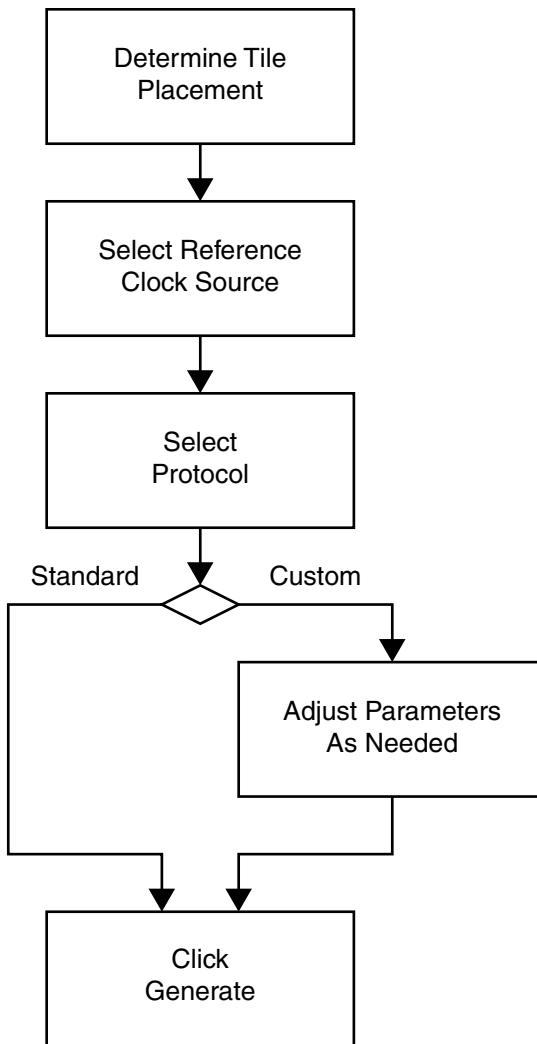 Determine Tile
Placement
Select Reference
Clock Source
Select
Protocol
Standard
Custom
Adjust Parameters
As Needed
Click
Generate